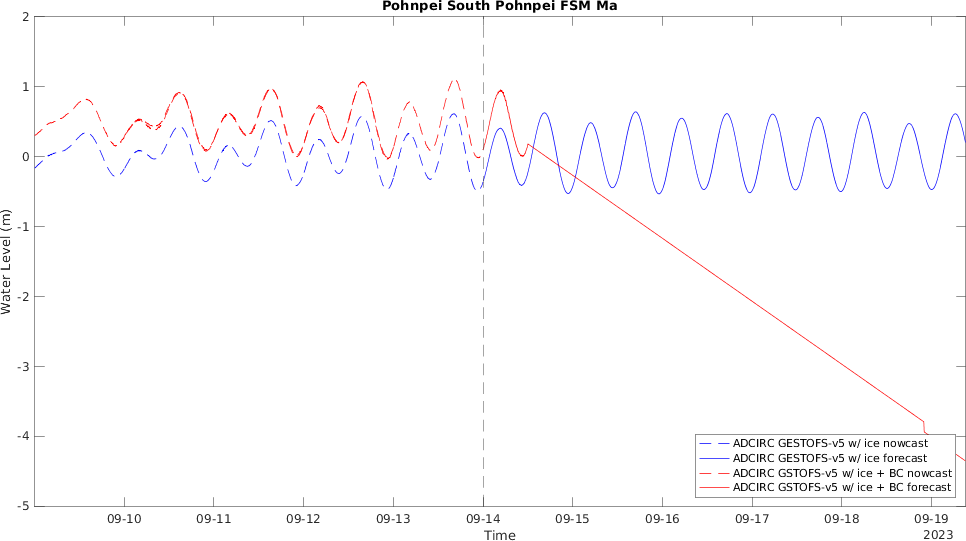 Pohnpei South Pohnpei FSM Ma
2
1
0
-1
-2
-3
-4
-5
Water Level (m)
ADCIRC GESTOFS-v5 w/ ice nowcast
ADCIRC GESTOFS-v5 w/ ice forecast
ADCIRC GSTOFS-v5 w/ ice + BC nowcast
ADCIRC GSTOFS-v5 w/ ice + BC forecast
09-10 09-11 09-12 09-13 09-14 09-15 09-16 09-17 09-18 09-19
Time
2023